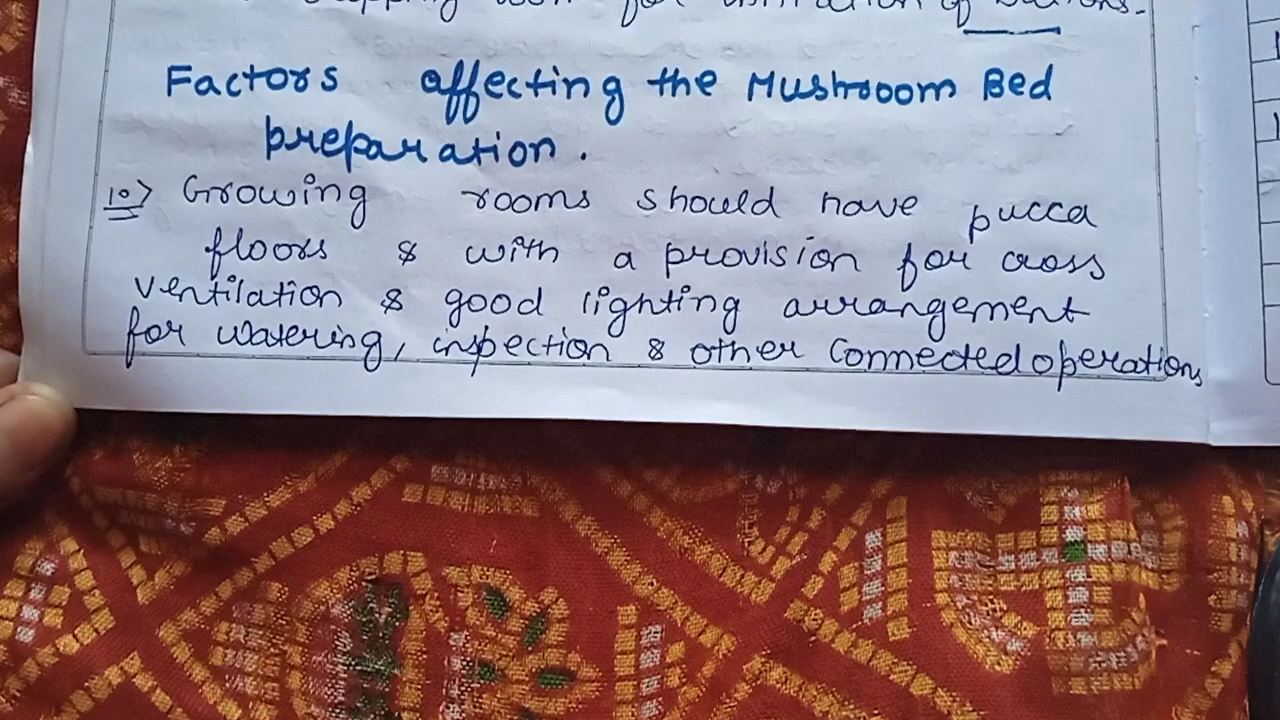 of
Factors affecting the Mushroom Bed
preparation.
10> Growing rooms should have pucca
floors & with a provision for cross
ventilation & good lighting arrangement
for watering, inspection & other connected operations